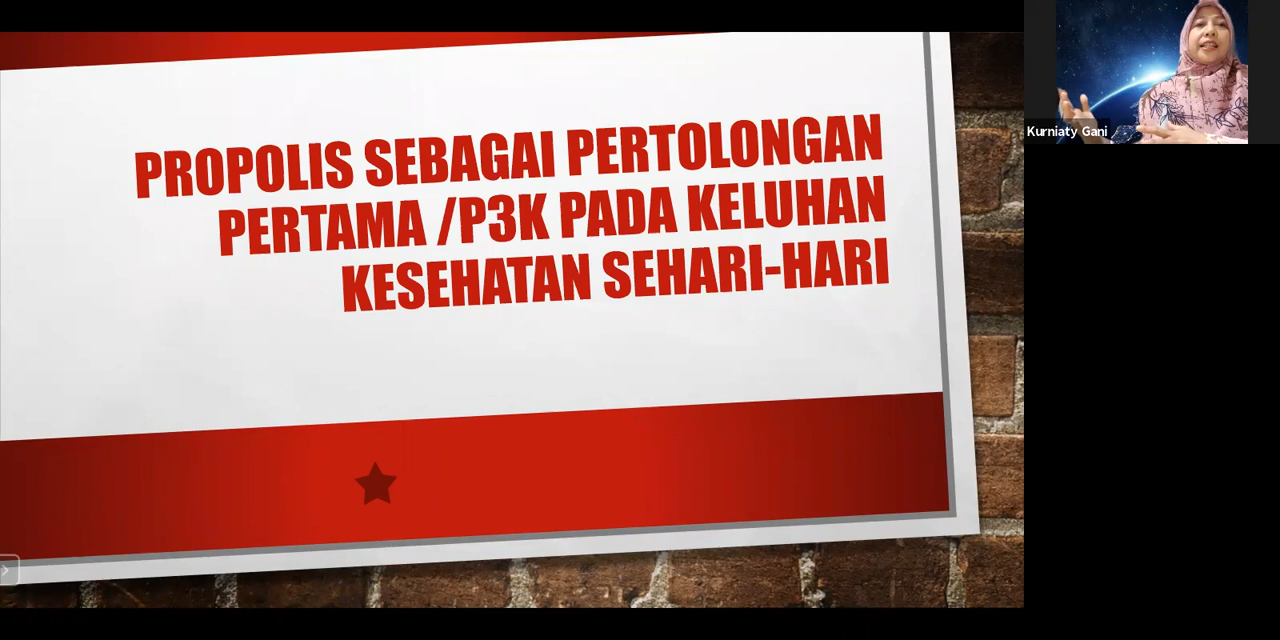 PROPOLIS SEBAGAI PERTOLONGAN
PERTAMA /P3K PADA KELUHAN
KESEHATAN SEHARI-HARI
Kurniaty Gani